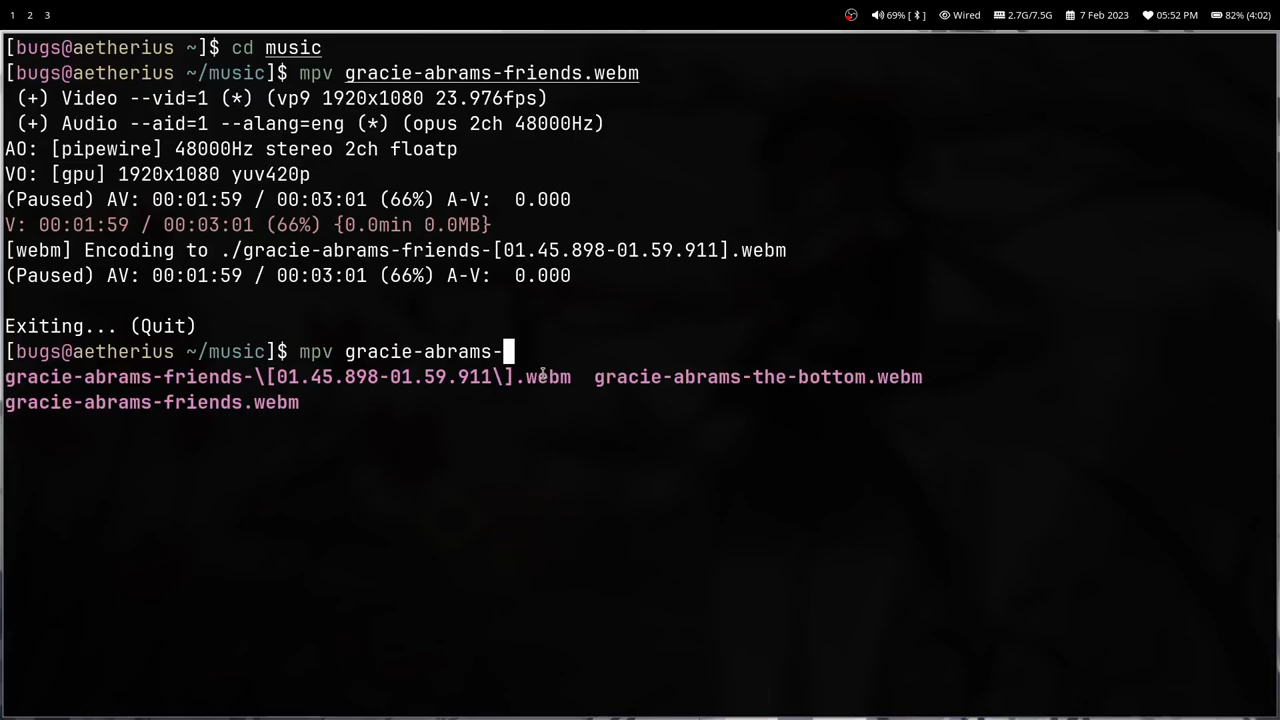 1 2 3 69% [ ] Wired 2.7G/7.5G 7 Feb 2023 05:52 PM 82% (4:02)
[bugs@aetherius ~]$ cd music
[bugs@aetherius ~/music]$ mpv gracie-abrams-friends.webm
(+) Video --vid=1 (*) (vp9 1920x1080 23.976fps)
(+) Audio --aid=1 --alang=eng (*) (opus 2ch 48000Hz)
AO: [pipewire] 48000Hz stereo 2ch floatp
VO: [gpu] 1920x1080 yuv420p
(Paused) AV: 00:01:59 / 00:03:01 (66%) A-V:  0.000
V: 00:01:59 / 00:03:01 (66%) {0.0min 0.0MB}
[webm] Encoding to ./gracie-abrams-friends-[01.45.898-01.59.911].webm
(Paused) AV: 00:01:59 / 00:03:01 (66%) A-V:  0.000
Exiting... (Quit)
[bugs@aetherius ~/music]$ mpv gracie-abrams-
gracie-abrams-friends-\[01.45.898-01.59.911\].webm  gracie-abrams-the-bottom.webm
gracie-abrams-friends.webm